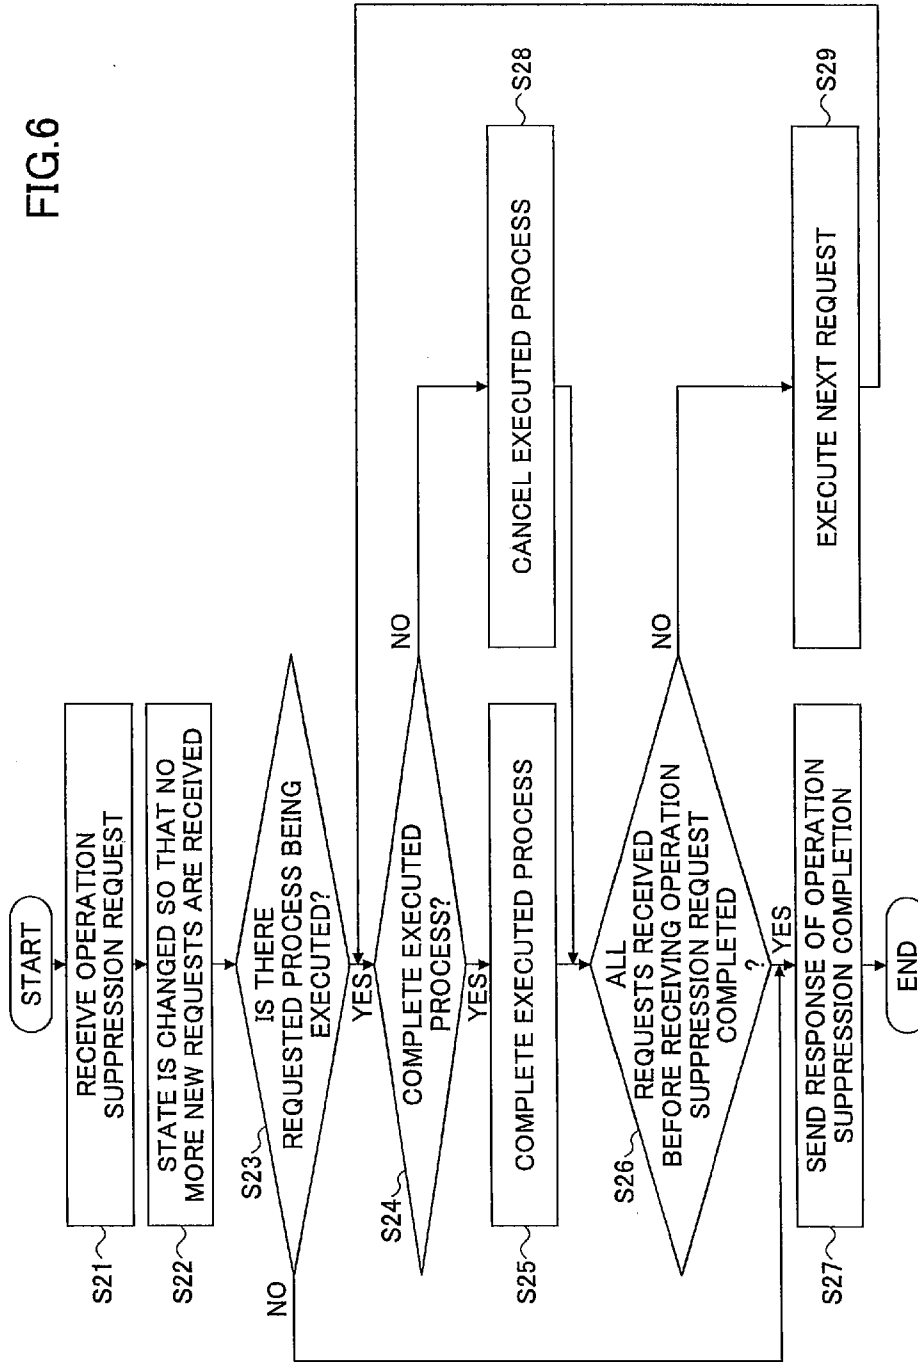 FIG.6
START
S21
RECEIVE OPERATION
SUPPRESSION REQUEST
S22
STATE IS CHANGED SO THAT NO
MORE NEW REQUESTS ARE RECEIVED
S23
IS THERE
REQUESTED PROCESS BEING
EXECUTED?
NO
YES
S24
COMPLETE EXECUTED
PROCESS?
NO
YES
S25
COMPLETE EXECUTED PROCESS
CANCEL EXECUTED PROCESS
S28
S26
ALL
REQUESTS RECEIVED
BEFORE RECEIVING OPERATION
SUPPRESSION REQUEST
COMPLETED
?
NO
YES
S27
SEND RESPONSE OF OPERATION
SUPPRESSION COMPLETION
EXECUTE NEXT REQUEST
S29
END